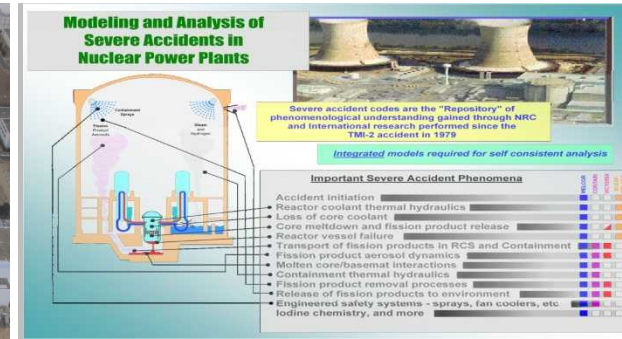 Modeling and Analysis of
Severe Accidents in
Nuclear Power Plants
Containment
Sprays
Fission
Product
Aerosols
Steam
and
Hydrogen
Severe accident codes are the "Repository" of
phenomenological understanding gained through NRC
and International research performed since the
TMI-2 accident in 1979
Integrated models required for self consistent analysis
Important Severe Accident Phenomena
MELCOR
CONTAIN
VICTORIA
SCDAP
Accident initiation
Reactor coolant thermal hydraulics
Loss of core coolant
Core meltdown and fission product release
Reactor vessel failure
Transport of fission products in RCS and Containment
Fission product aerosol dynamics
Molten core/basemat interactions
Containment thermal hydraulics
Fission product removal processes
Release of fission products to environment
Engineered safety systems - sprays, fan coolers, etc
Iodine chemistry, and more